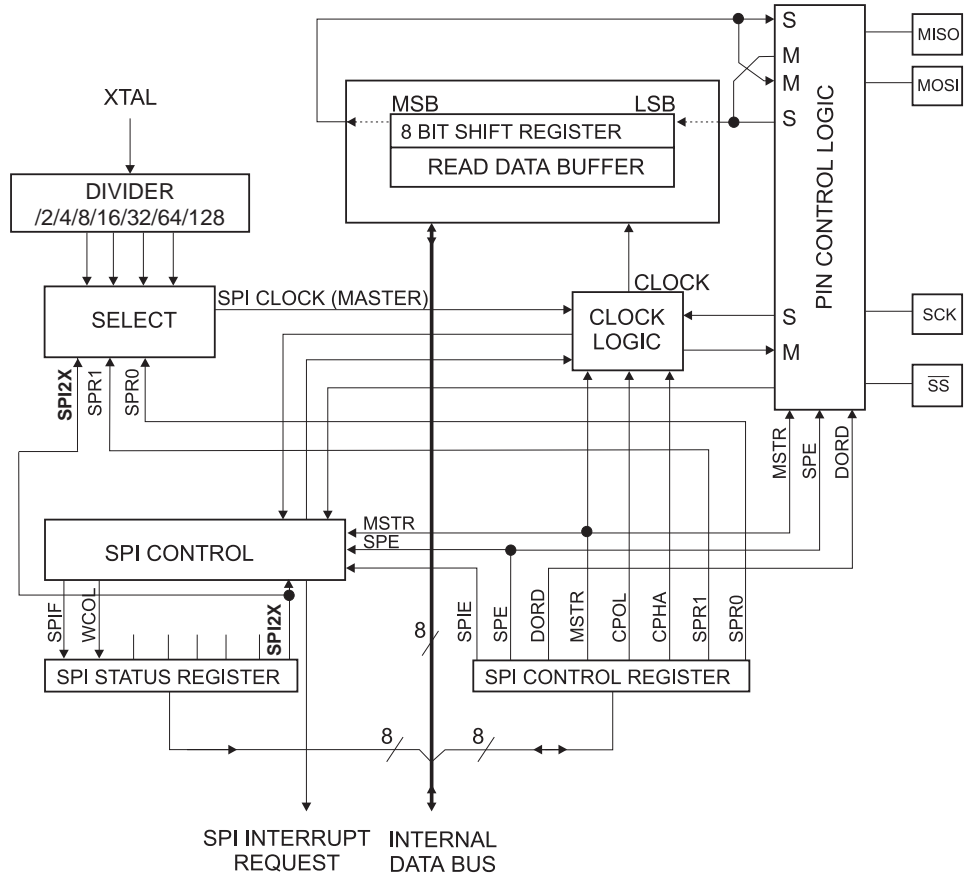 S
MISO
M
M
MOSI
XTAL
MSB
LSB
S
8 BIT SHIFT REGISTER
READ DATA BUFFER
DIVIDER
/2/4/8/16/32/64/128
PIN CONTROL LOGIC
SPI CLOCK (MASTER)
CLOCK
SELECT
CLOCK
LOGIC
S
SCK
M
SPI2X
SPR1
SPR0
SS
MSTR
SPE
DORD
SPI CONTROL
MSTR
SPE
SPIF
WCOL
SPI2X
8
SPIE
SPE
DORD
MSTR
CPOL
CPHA
SPR1
SPR0
SPI STATUS REGISTER
SPI CONTROL REGISTER
8
8
SPI INTERRUPT
REQUEST
INTERNAL
DATA BUS